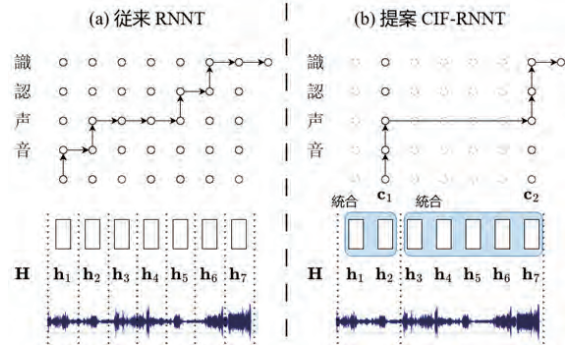 (a) 従来 RNNT
識
認
声
音
H h₁ h₂ h₃ h₄ h₅ h₆ h₇
(b) 提案 CIF-RNNT
識
認
声
音
c₁ c₂
統合 統合
H h₁ h₂ h₃ h₄ h₅ h₆ h₇